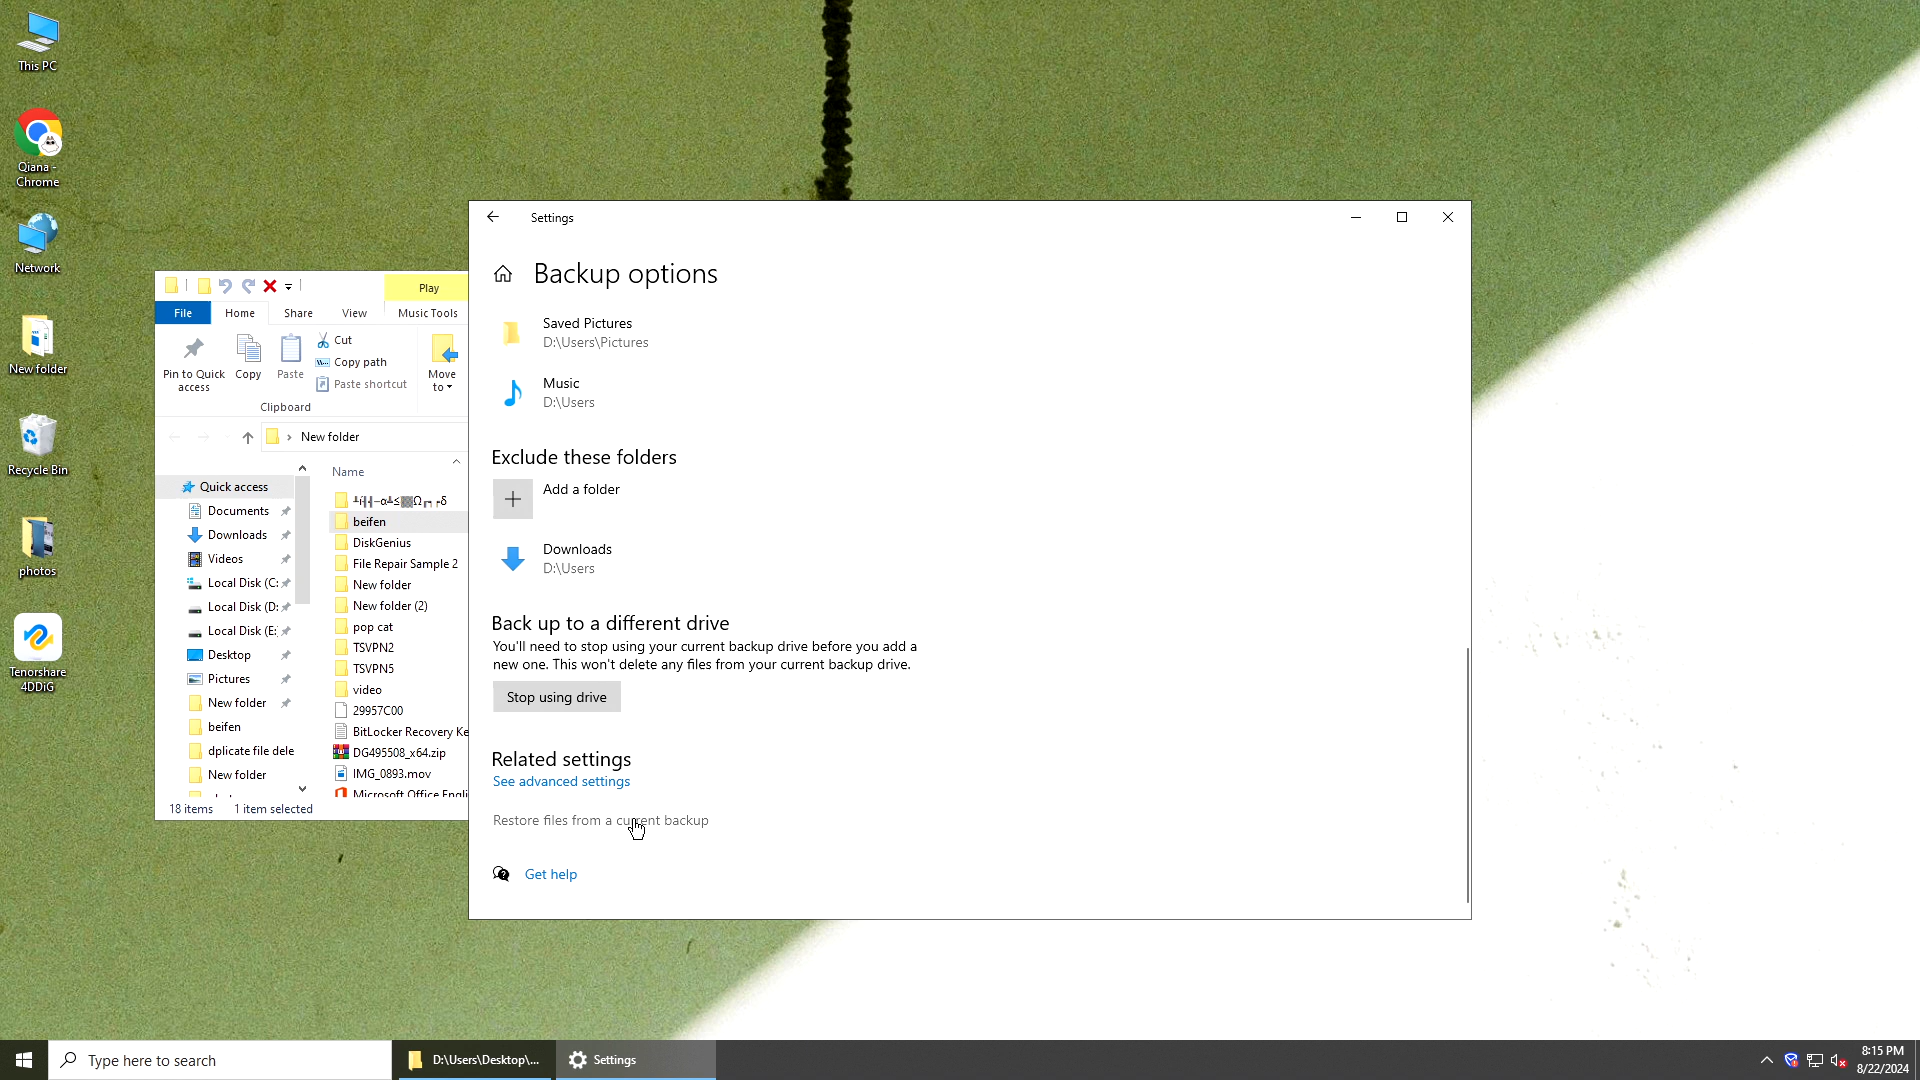 This PC
Qiana -
Chrome
Network
New folder
Recycle Bin
photos
Tenorshare
4DDiG
Play
File
Home
Share
View
Music Tools
Pin to Quick
access
Copy
Paste
Cut
Copy path
Paste shortcut
Move
to
Clipboard
New folder
Quick access
Documents
Downloads
Videos
Local Disk (C:
Local Disk (D:
Local Disk (E:
Desktop
Pictures
New folder
beifen
dplicate file dele
New folder
Name
beifen
DiskGenius
File Repair Sample 2
New folder
New folder (2)
pop cat
TSVPN2
TSVPN5
video
29957C00
BitLocker Recovery Ke
DG495508_x64.zip
IMG_0893.mov
Microsoft Office Engli
18 items
1 item selected
Settings
Backup options
Saved Pictures
D:\Users\Pictures
Music
D:\Users
Exclude these folders
Add a folder
Downloads
D:\Users
Back up to a different drive
You'll need to stop using your current backup drive before you add a
new one. This won't delete any files from your current backup drive.
Stop using drive
Related settings
See advanced settings
Restore files from a current backup
Get help
Type here to search
D:\Users\Desktop\...
Settings
8:15 PM
8/22/2024